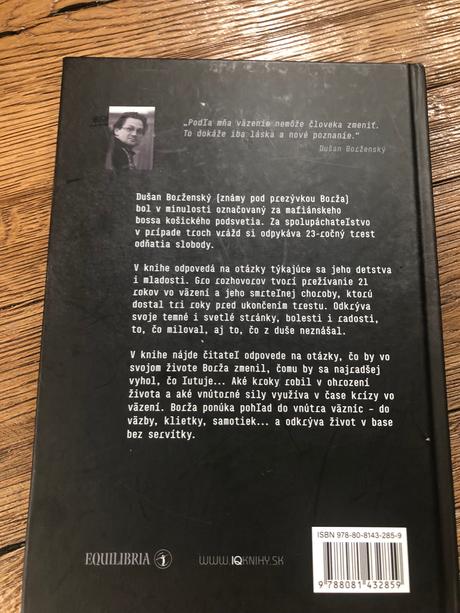 „Podľa mňa väzenie nemôže človeka zmeniť.
To dokáže iba láska a nové poznanie.“
Dušan Borženský
Dušan Borženský (známy pod prezývkou Borža)
bol v minulosti označovaný za mafiánskeho
bossa košického podsvetia. Za spolupáchateľstvo
v prípade troch vrážd si odpykáva 23-ročný trest
odňatia slobody.
V knihe odpovedá na otázky týkajúce sa jeho detstva
i mladosti. Gro rozhovorov tvorí prežívanie 21
rokov vo väzení a jeho smrteľnej choroby, ktorú
dostal tri roky pred ukončením trestu. Odkrýva
svoje temné i svetlé stránky, bolesti i radosti,
to, čo miloval, aj to, čo z duše neznášal.
V knihe nájde čitateľ odpovede na otázky, čo by vo
svojom živote Borža zmenil, čomu by sa najradšej
vyhol, čo ľutuje... Aké kroky robil v ohrození
života a aké vnútorné sily využíva v čase krízy vo
väzení. Borža ponúka pohľad do vnútra väzníc – do
väzby, klietky, samotiek... a odkrýva život v base
bez servítky.
EQUILIBRIA
WWW.IQKNIHY.SK
ISBN 978-80-8143-285-9
9 788081 432859